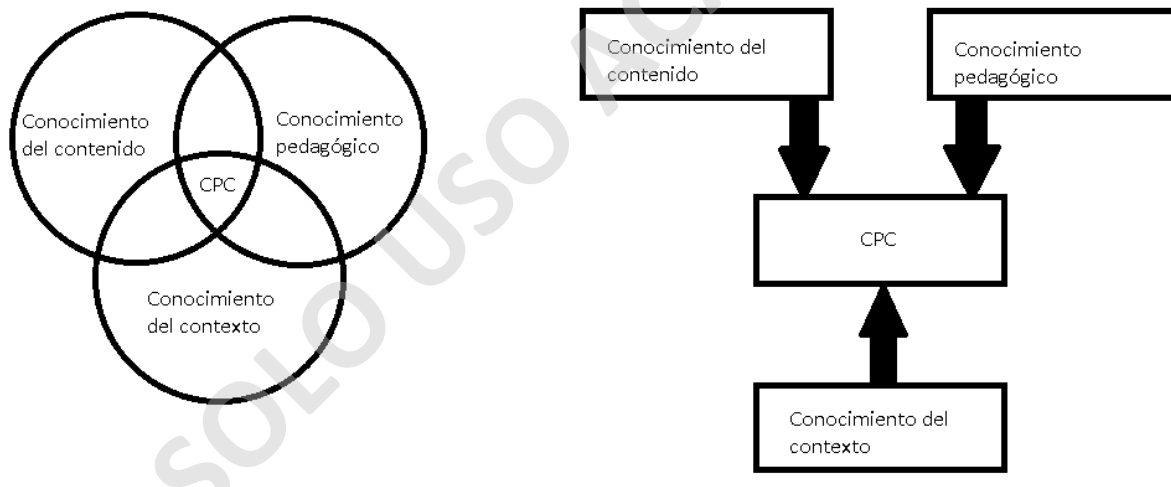 Conocimiento
del contenido
Conocimiento
pedagógico
CPC
Conocimiento
del contexto
Conocimiento del
contenido
Conocimiento
pedagógico
CPC
Conocimiento del
contexto
SOLO USO